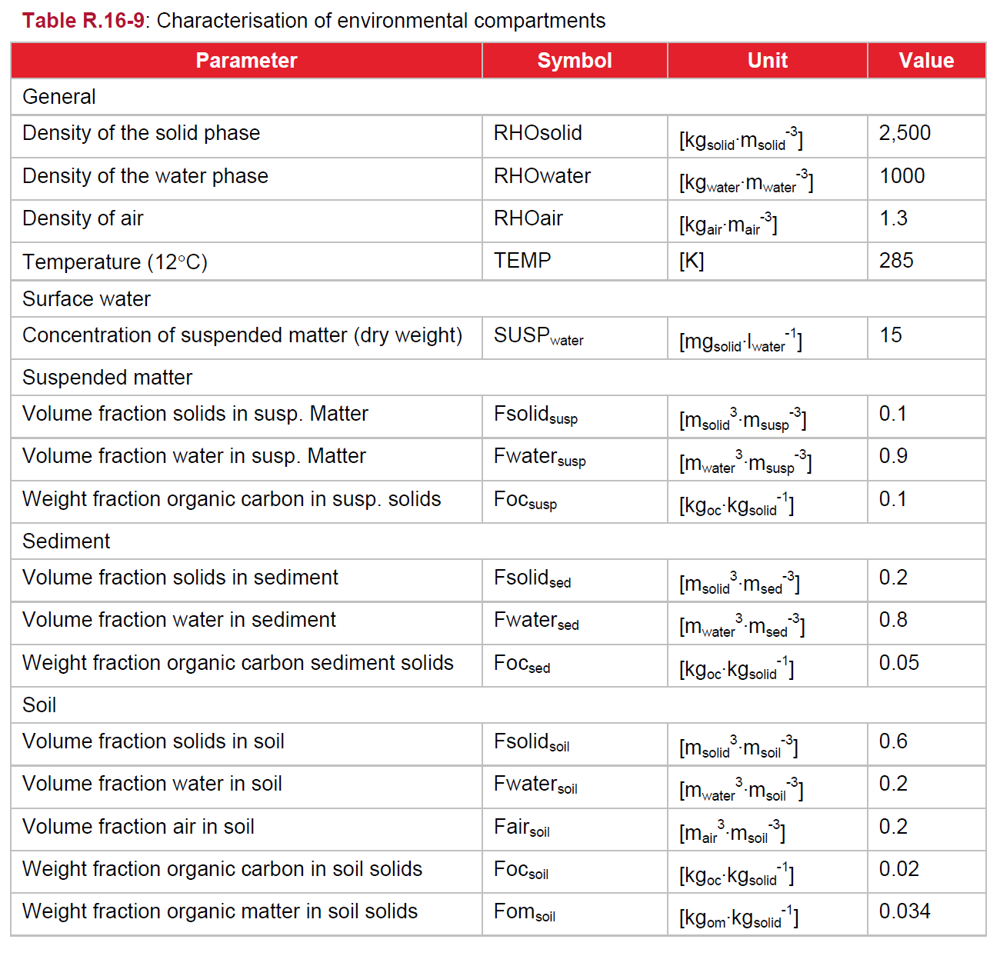 Table R.16-9: Characterisation of environmental compartments
Parameter Symbol Unit Value
General
Density of the solid phase RHOsolid [kgsolid·msolid-3] 2,500
Density of the water phase RHOwater [kgwater·mwater-3] 1000
Density of air RHOair [kgair·mair-3] 1.3
Temperature (12°C) TEMP [K] 285
Surface water
Concentration of suspended matter (dry weight) SUSPwater [mgsolid·lwater-1] 15
Suspended matter
Volume fraction solids in susp. Matter Fsolidsusp [msolid3·msusp-3] 0.1
Volume fraction water in susp. Matter Fwatersusp [mwater3·msusp-3] 0.9
Weight fraction organic carbon in susp. solids Focsusp [kgoc·kgsolid-1] 0.1
Sediment
Volume fraction solids in sediment Fsolidsed [msolid3·msed-3] 0.2
Volume fraction water in sediment Fwatersed [mwater3·msed-3] 0.8
Weight fraction organic carbon sediment solids Focsed [kgoc·kgsolid-1] 0.05
Soil
Volume fraction solids in soil Fsolidsoil [msolid3·msoil-3] 0.6
Volume fraction water in soil Fwatersoil [mwater3·msoil-3] 0.2
Volume fraction air in soil Fairsoil [mair3·msoil-3] 0.2
Weight fraction organic carbon in soil solids Focsoil [kgoc·kgsolid-1] 0.02
Weight fraction organic matter in soil solids Fomsoil [kgom·kgsolid-1] 0.034